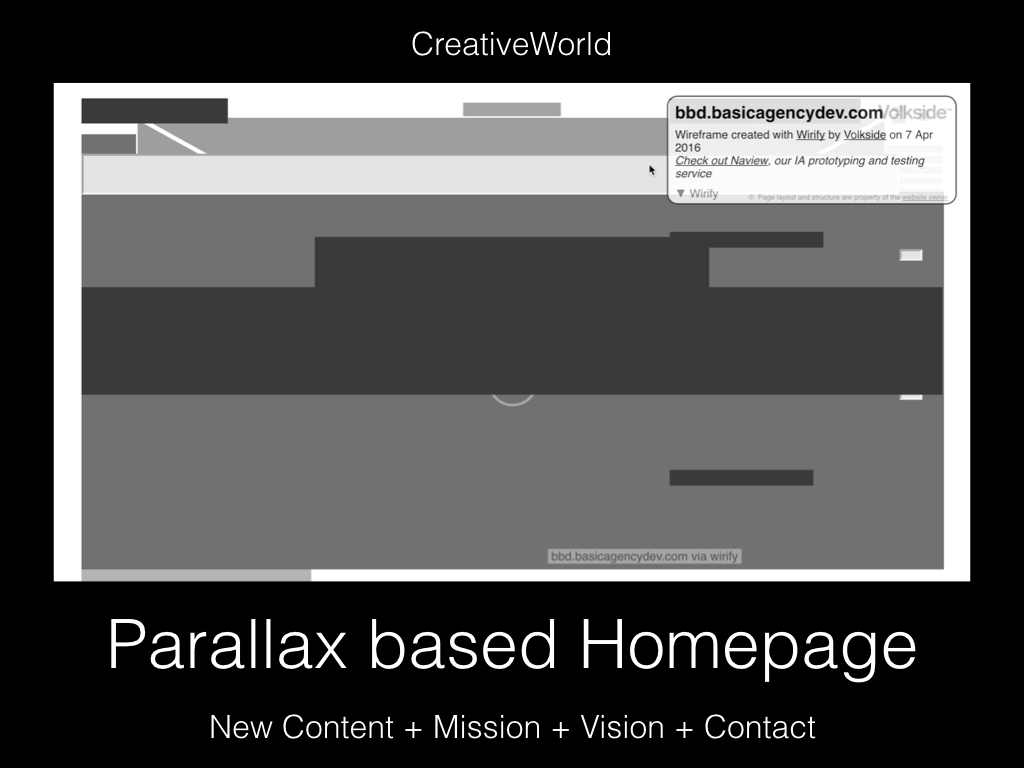 CreativeWorld
bbd.basicagencydev.com
Volkside
Wireframe created with Wirify by Volkside on 7 Apr
2016
Check out Naview, our IA prototyping and testing
service
▼ Wirify
© Page layout and structure are property of the website owner
bbd.basicagencydev.com via wirify
Parallax based Homepage
New Content + Mission + Vision + Contact